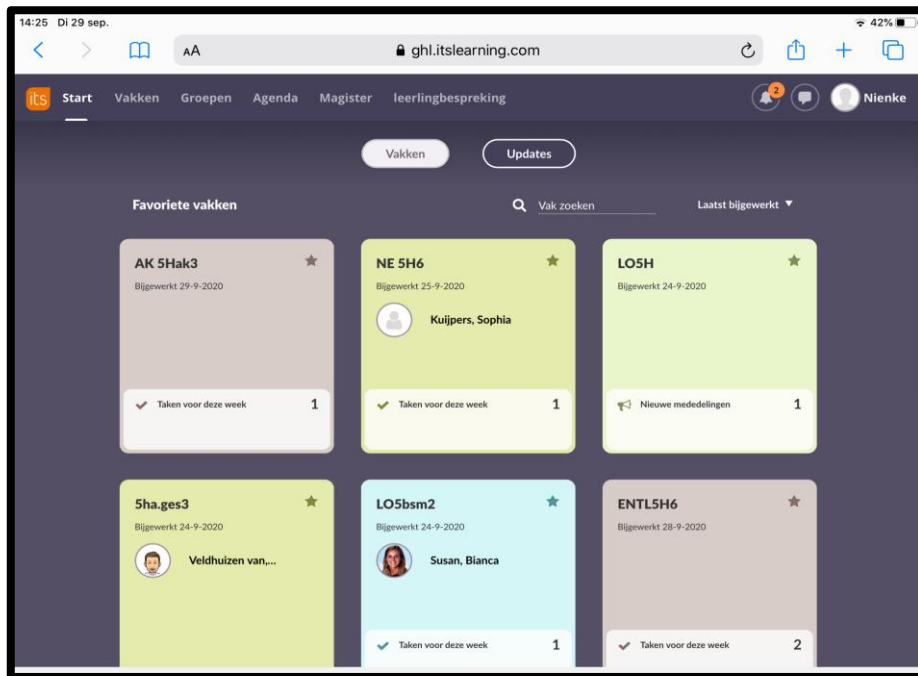 14:25 Di 29 sep. 42%
AA ghl.itslearning.com
its Start Vakken Groepen Agenda Magister leerlingbespreking 2 Nienke
Vakken Updates
Favoriete vakken Vak zoeken Laatst bijgewerkt
AK 5Hak3
Bijgewerkt 29-9-2020
Taken voor deze week 1
NE 5H6
Bijgewerkt 25-9-2020
Kuijpers, Sophia
Taken voor deze week 1
LO5H
Bijgewerkt 24-9-2020
Nieuwe mededelingen 1
5ha.ges3
Bijgewerkt 24-9-2020
Veldhuizen van,...
LO5bsm2
Bijgewerkt 24-9-2020
Susan, Bianca
Taken voor deze week 1
ENTL5H6
Bijgewerkt 28-9-2020
Taken voor deze week 2